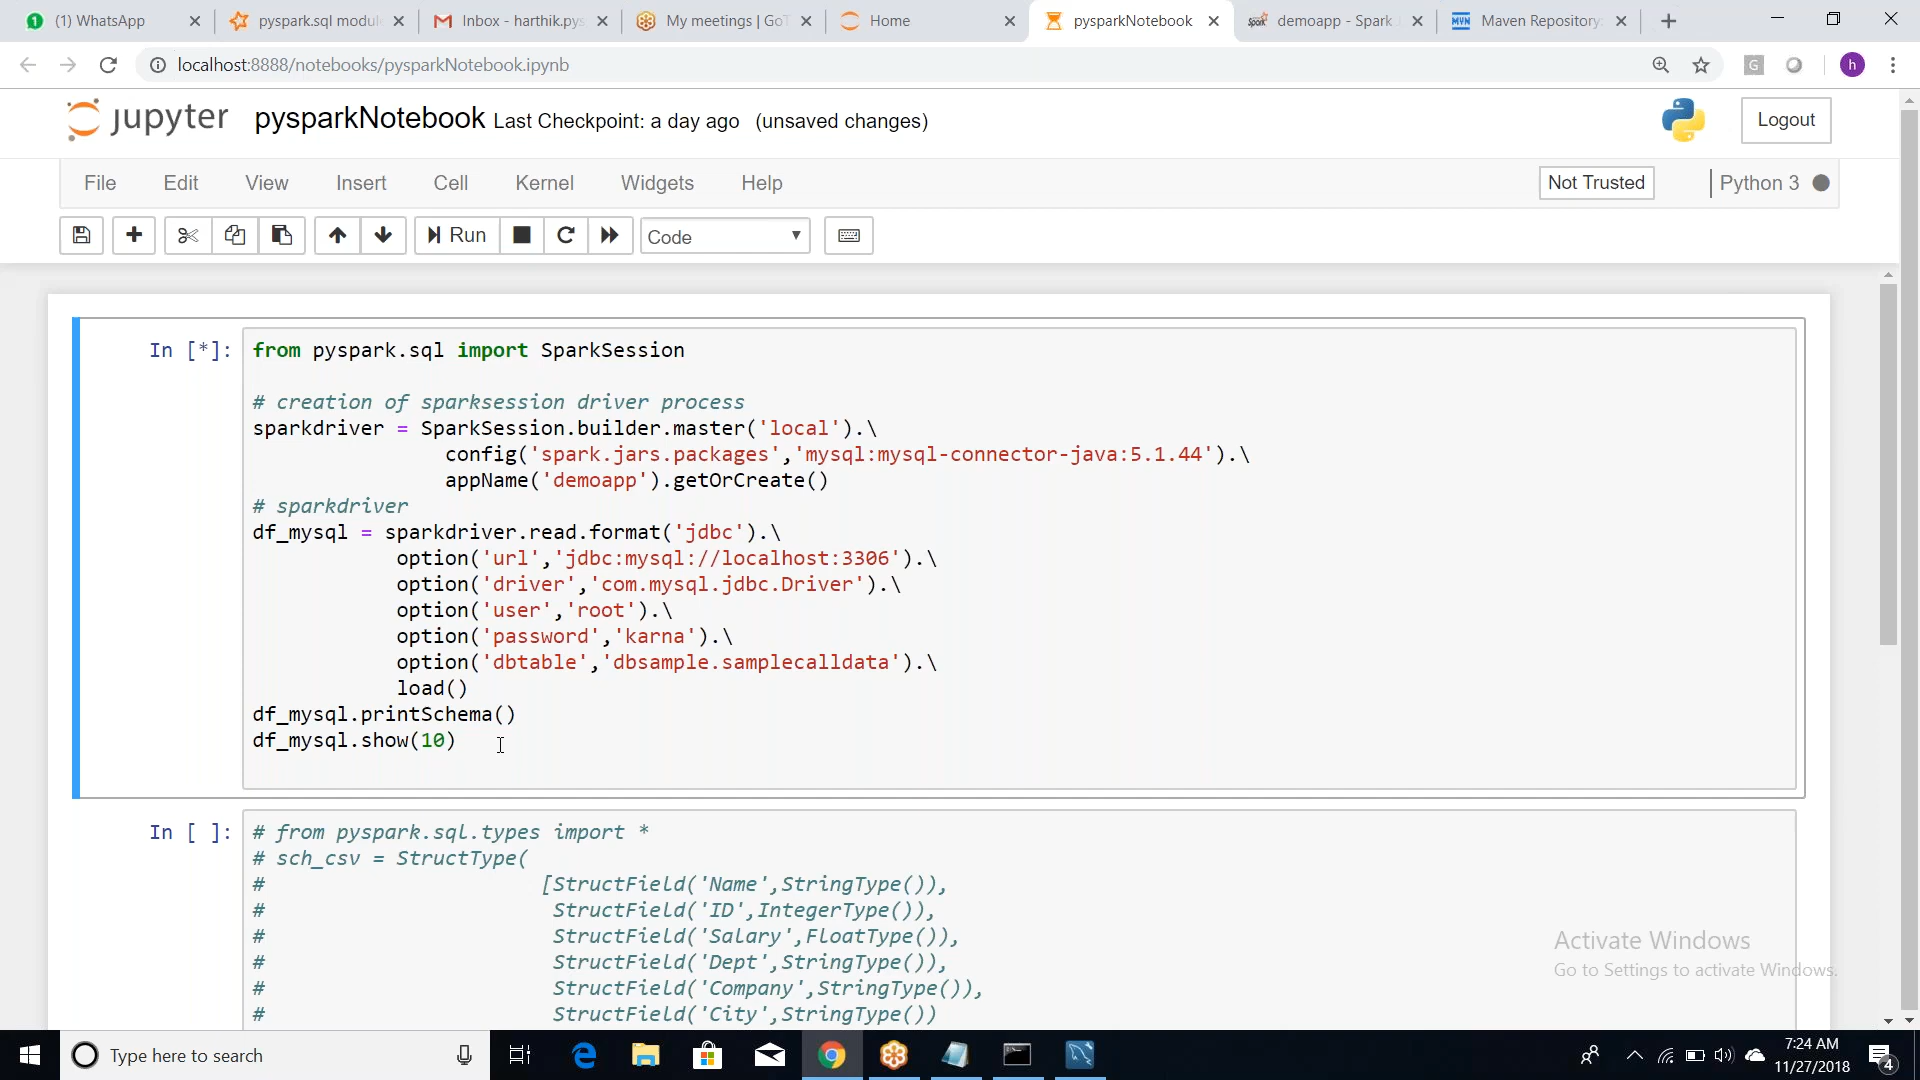 (1) WhatsApp
pyspark.sql modul
Inbox - harthik.pys
My meetings | GoT
Home
pysparkNotebook
demoapp - Spark
Maven Repository:
localhost:8888/notebooks/pysparkNotebook.ipynb
G
h
jupyter pysparkNotebook Last Checkpoint: a day ago (unsaved changes)
Logout
File Edit View Insert Cell Kernel Widgets Help
Not Trusted
Python 3
Run
Code
In [*]:
from pyspark.sql import SparkSession
# creation of sparksession driver process
sparkdriver = SparkSession.builder.master('local').\
config('spark.jars.packages','mysql:mysql-connector-java:5.1.44').\
appName('demoapp').getOrCreate()
# sparkdriver
df_mysql = sparkdriver.read.format('jdbc').\
option('url','jdbc:mysql://localhost:3306').\
option('driver','com.mysql.jdbc.Driver').\
option('user','root').\
option('password','karna').\
option('dbtable','dbsample.samplecalldata').\
load()
df_mysql.printSchema()
df_mysql.show(10)
In [ ]:
# from pyspark.sql.types import *
# sch_csv = StructType(
# [StructField('Name',StringType()),
# StructField('ID',IntegerType()),
# StructField('Salary',FloatType()),
# StructField('Dept',StringType()),
# StructField('Company',StringType()),
# StructField('City',StringType())
Activate Windows
Go to Settings to activate Windows.
Type here to search
7:24 AM
11/27/2018
4